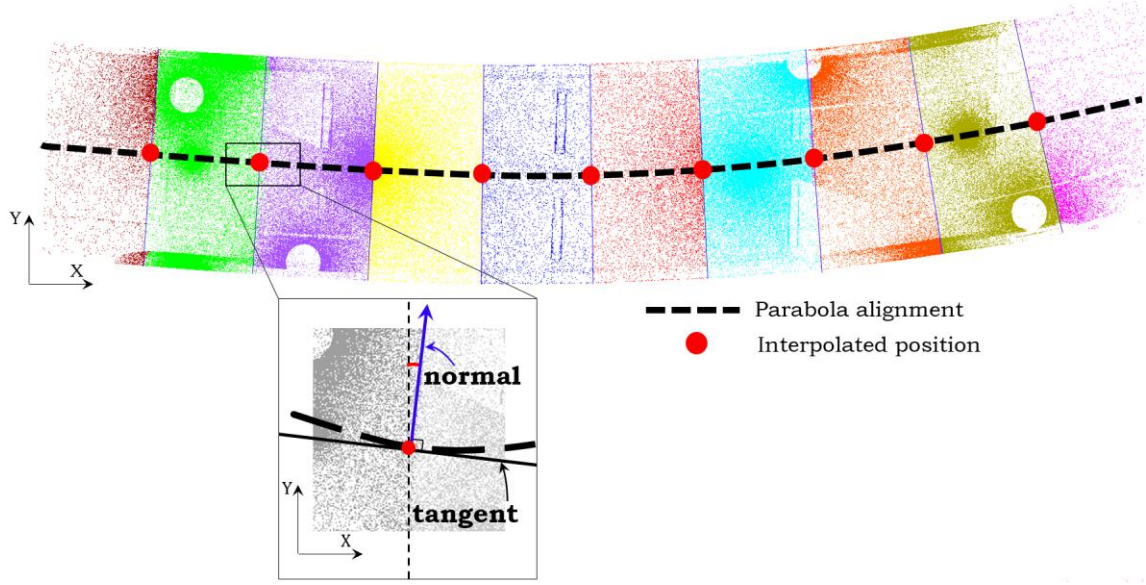 Y
X
Parabola alignment
Interpolated position
normal
Y
tangent
X